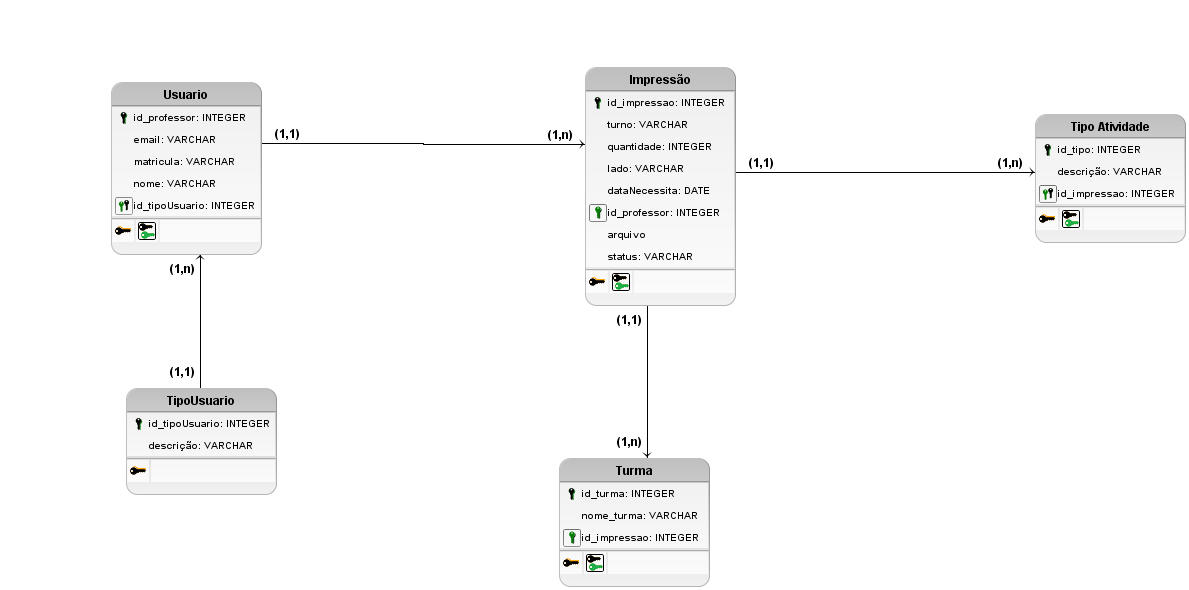 Usuario
id_professor: INTEGER
email: VARCHAR
matricula: VARCHAR
nome: VARCHAR
id_tipoUsuario: INTEGER
(1,1)
(1,n)
Impressão
id_impressao: INTEGER
turno: VARCHAR
quantidade: INTEGER
lado: VARCHAR
dataNecessita: DATE
id_professor: INTEGER
arquivo
status: VARCHAR
(1,1)
(1,n)
Tipo Atividade
id_tipo: INTEGER
descrição: VARCHAR
id_impressao: INTEGER
(1,n)
(1,1)
TipoUsuario
id_tipoUsuario: INTEGER
descrição: VARCHAR
(1,1)
(1,n)
Turma
id_turma: INTEGER
nome_turma: VARCHAR
id_impressao: INTEGER